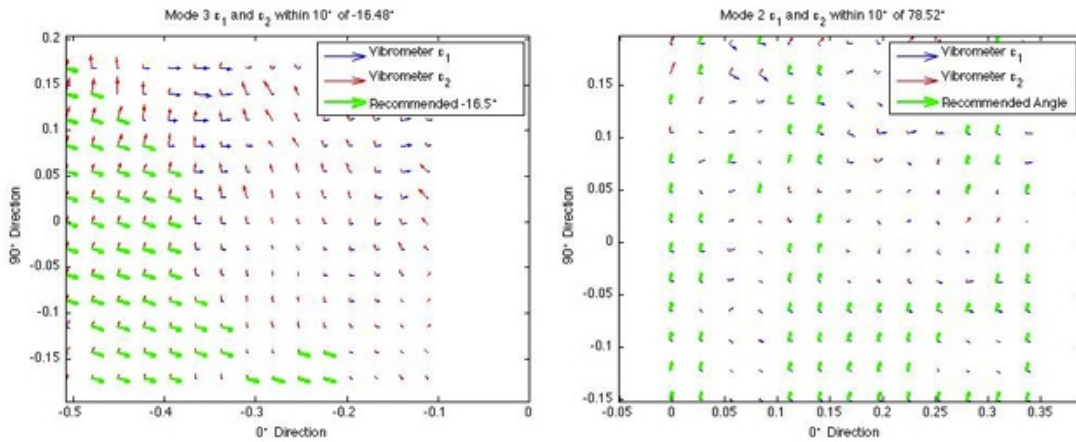 Mode 3 ε1 and ε2 within 10° of -16.48°
0.2
0.15
0.1
0.05
0
-0.05
-0.1
-0.15
90° Direction
Vibrometer ε1
Vibrometer ε2
Recommended -16.5°
-0.5
-0.4
-0.3
-0.2
-0.1
0
0° Direction
Mode 2 ε1 and ε2 within 10° of 78.52°
0.15
0.1
0.05
0
-0.05
-0.1
-0.15
90° Direction
Vibrometer ε1
Vibrometer ε2
Recommended Angle
-0.05
0
0.05
0.1
0.15
0.2
0.25
0.3
0.35
0° Direction